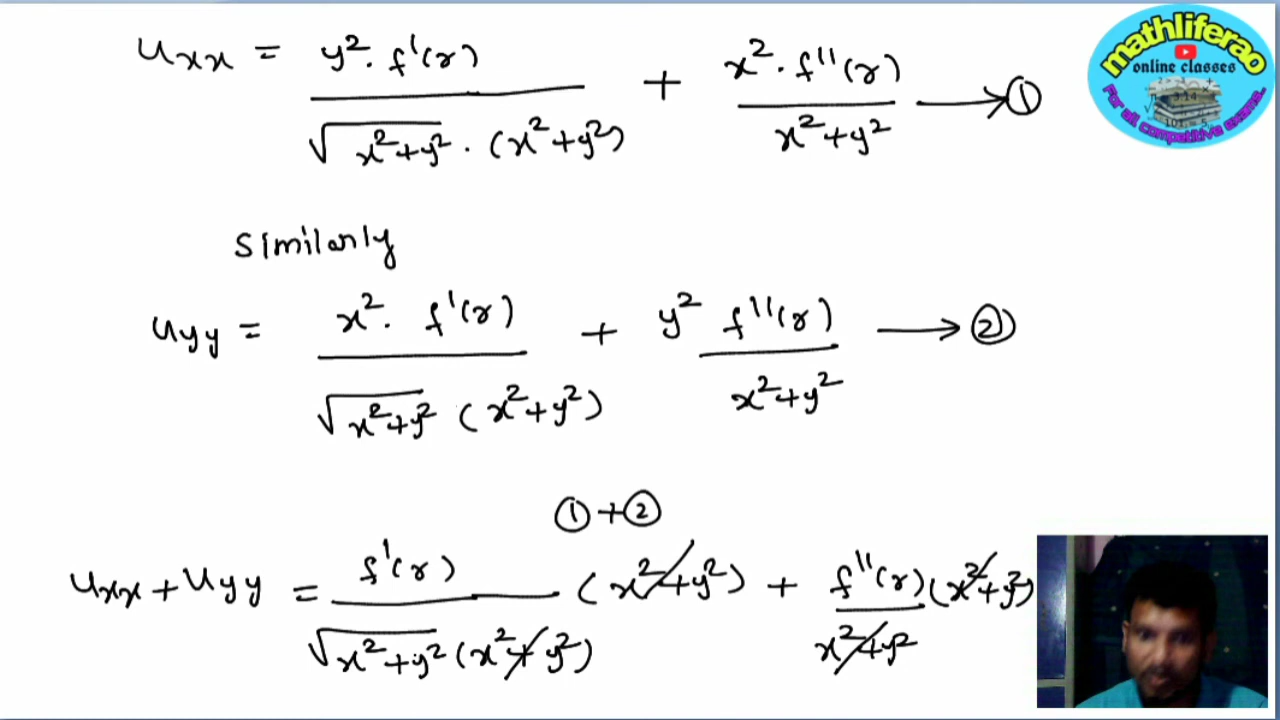 mathliferao
online classes
For all compititive exams.
uxx = y². f'(r) / √x²+y² . (x²+y²) + x². f''(r) / x²+y² → ①
Similarly
uyy = x². f'(r) / √x²+y² (x²+y²) + y² f''(r) / x²+y² → ②
① + ②
uxx + uyy = f'(r) / √x²+y² (x²+y²) (x²+y²) + f''(r) (x²+y²) / x²+y²